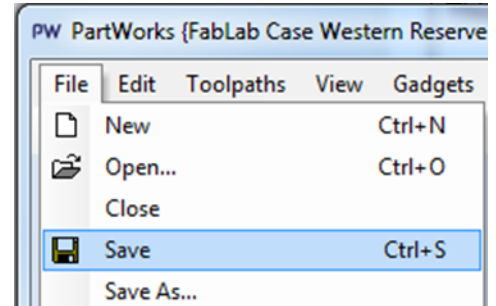 PW PartWorks {FabLab Case Western Reserve
File Edit Toolpaths View Gadgets
New Ctrl+N
Open... Ctrl+O
Close
Save Ctrl+S
Save As...